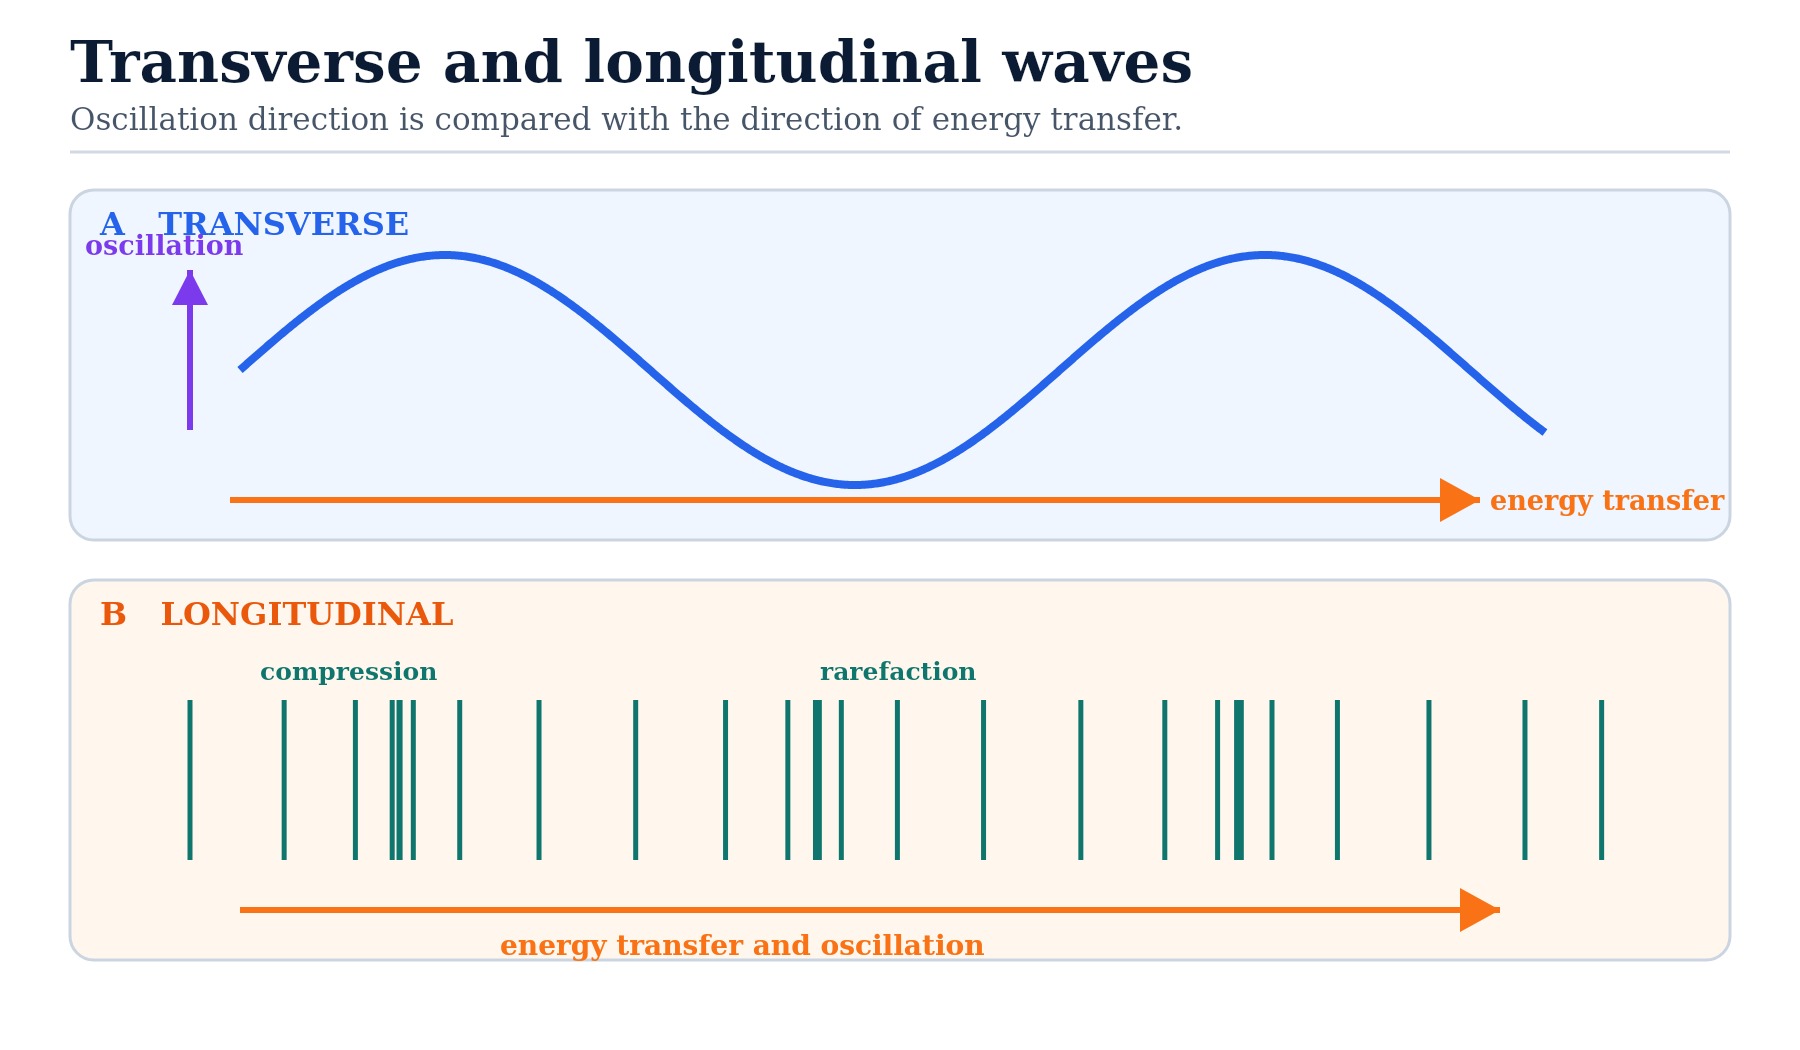 Transverse and longitudinal waves
Oscillation direction is compared with the direction of energy transfer.
A TRANSVERSE
oscillation
energy transfer
B LONGITUDINAL
compression
rarefaction
energy transfer and oscillation